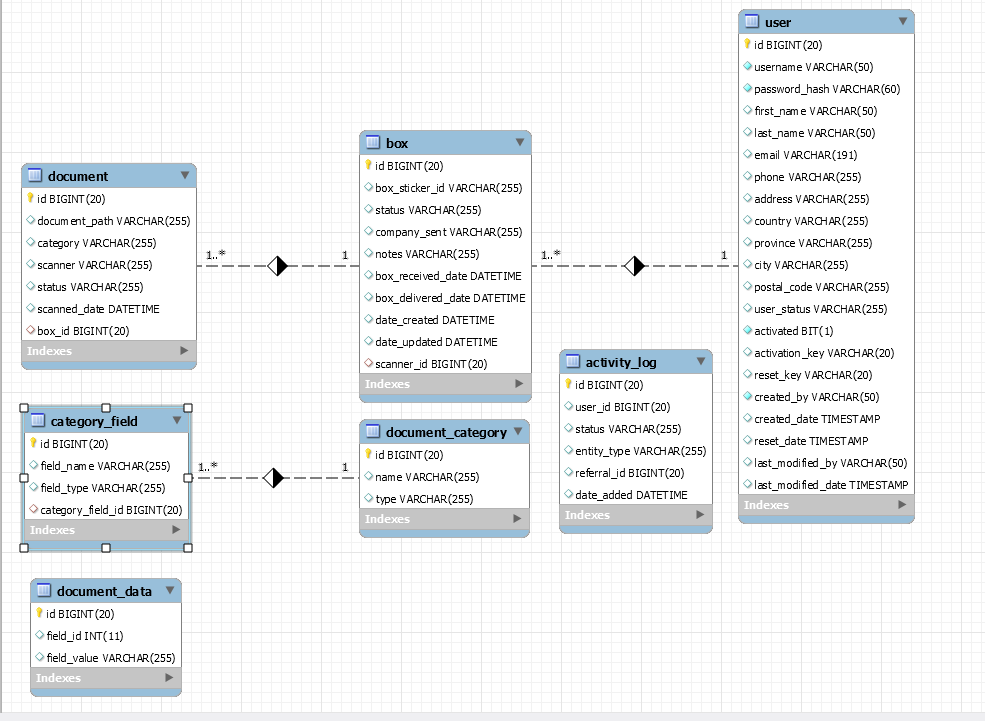 user
id BIGINT(20)
username VARCHAR(50)
password_hash VARCHAR(60)
first_name VARCHAR(50)
last_name VARCHAR(50)
email VARCHAR(191)
phone VARCHAR(255)
address VARCHAR(255)
country VARCHAR(255)
province VARCHAR(255)
city VARCHAR(255)
postal_code VARCHAR(255)
user_status VARCHAR(255)
activated BIT(1)
activation_key VARCHAR(20)
reset_key VARCHAR(20)
created_by VARCHAR(50)
created_date TIMESTAMP
reset_date TIMESTAMP
last_modified_by VARCHAR(50)
last_modified_date TIMESTAMP
Indexes
box
id BIGINT(20)
box_sticker_id VARCHAR(255)
status VARCHAR(255)
company_sent VARCHAR(255)
notes VARCHAR(255)
box_received_date DATETIME
box_delivered_date DATETIME
date_created DATETIME
date_updated DATETIME
scanner_id BIGINT(20)
Indexes
1..*
1
document
id BIGINT(20)
document_path VARCHAR(255)
category VARCHAR(255)
scanner VARCHAR(255)
status VARCHAR(255)
scanned_date DATETIME
box_id BIGINT(20)
Indexes
1..*
1
activity_log
id BIGINT(20)
user_id BIGINT(20)
status VARCHAR(255)
entity_type VARCHAR(255)
referral_id BIGINT(20)
date_added DATETIME
Indexes
category_field
id BIGINT(20)
field_name VARCHAR(255)
field_type VARCHAR(255)
category_field_id BIGINT(20)
Indexes
1..*
1
document_category
id BIGINT(20)
name VARCHAR(255)
type VARCHAR(255)
Indexes
document_data
id BIGINT(20)
field_id INT(11)
field_value VARCHAR(255)
Indexes